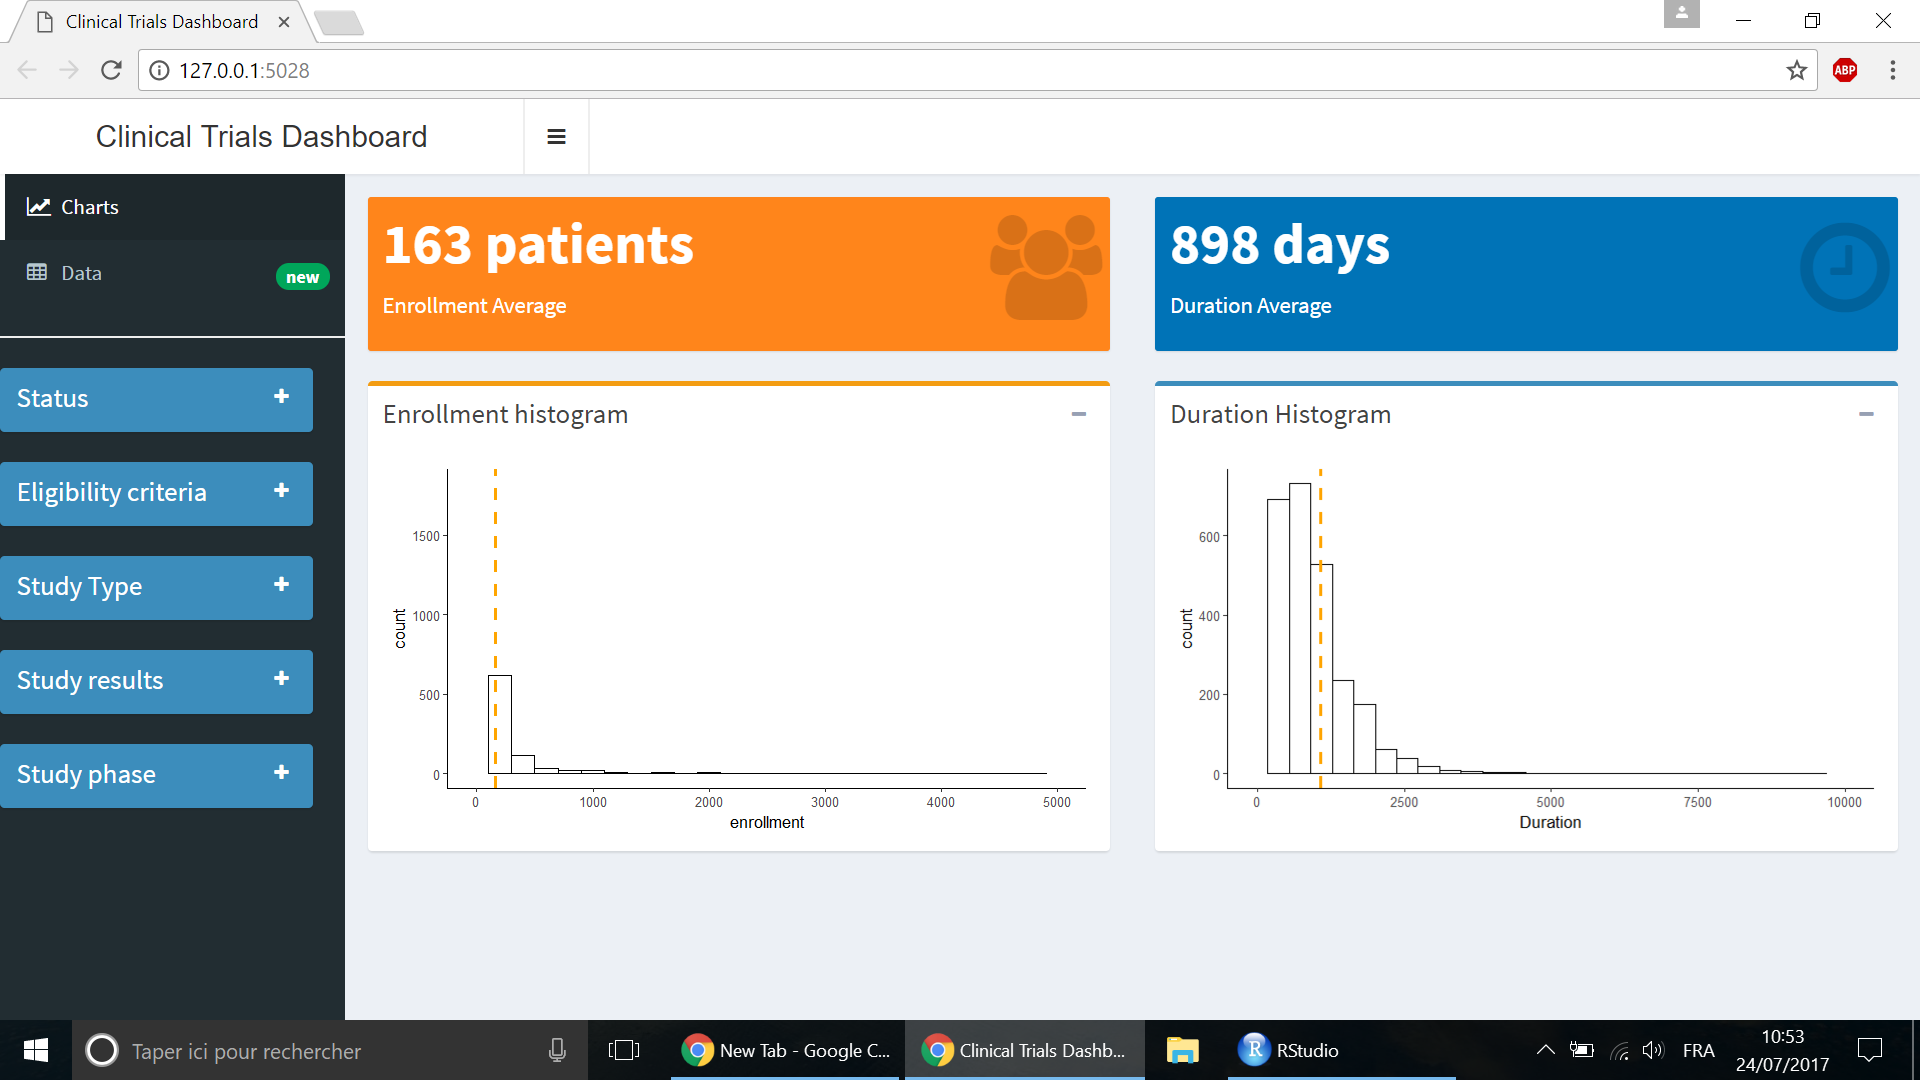 Clinical Trials Dashboard
127.0.0.1:5028
ABP
Clinical Trials Dashboard
Charts
Data new
Status
Eligibility criteria
Study Type
Study results
Study phase
163 patients
Enrollment Average
898 days
Duration Average
Enrollment histogram
1500
1000
500
0
count
0 1000 2000 3000 4000 5000
enrollment
Duration Histogram
600
400
200
0
count
0 2500 5000 7500 10000
Duration
Taper ici pour rechercher
New Tab - Google C...
Clinical Trials Dashb...
R
RStudio
FRA
10:53
24/07/2017